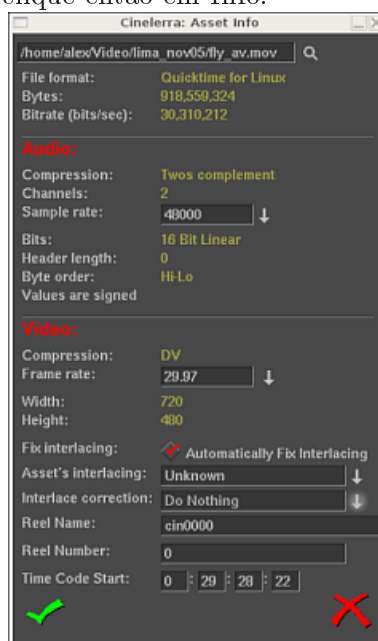 clique então em Info.
Cinelerra: Asset Info
/home/alex/Video/lima_nov05/fly_av.mov
File format: Quicktime for Linux
Bytes: 918,559,324
Bitrate (bits/sec): 30,310,212
Audio:
Compression: Twos complement
Channels: 2
Sample rate: 48000
Bits: 16 Bit Linear
Header length: 0
Byte order: Hi-Lo
Values are signed
Video:
Compression: DV
Frame rate: 29.97
Width: 720
Height: 480
Fix interlacing: Automatically Fix Interlacing
Asset's interlacing: Unknown
Interlace correction: Do Nothing
Reel Name: cin0000
Reel Number: 0
Time Code Start: 0 : 29 : 28 : 22